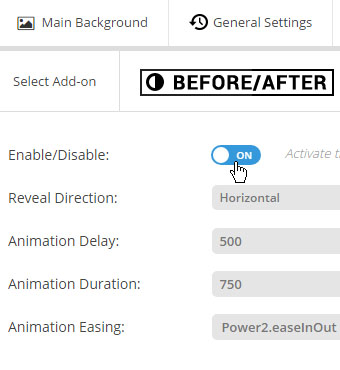 Main Background General Settings
Select Add-on BEFORE/AFTER
Enable/Disable: ON Activate t
Reveal Direction: Horizontal
Animation Delay: 500
Animation Duration: 750
Animation Easing: Power2.easeInOut